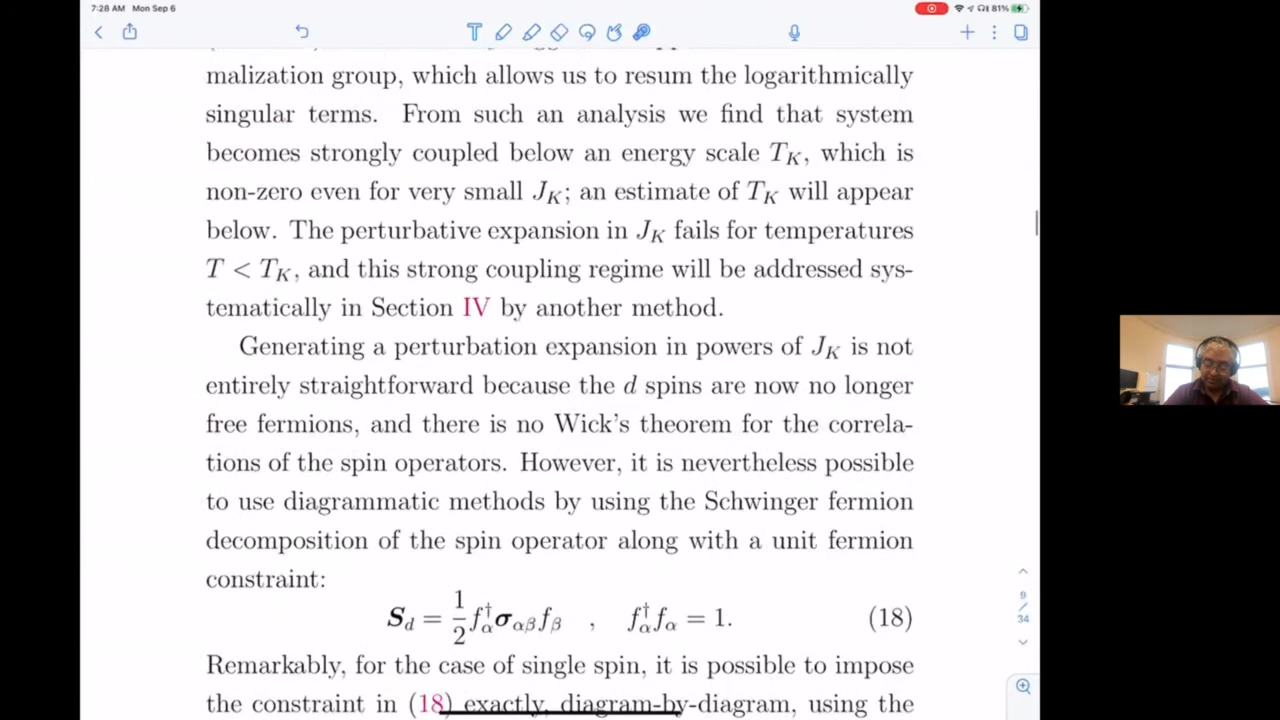 7:28 AM Mon Sep 6
81%
malization group, which allows us to resum the logarithmically
singular terms. From such an analysis we find that system
becomes strongly coupled below an energy scale T_K, which is
non-zero even for very small J_K; an estimate of T_K will appear
below. The perturbative expansion in J_K fails for temperatures
T < T_K, and this strong coupling regime will be addressed sys-
tematically in Section IV by another method.
Generating a perturbation expansion in powers of J_K is not
entirely straightforward because the d spins are now no longer
free fermions, and there is no Wick's theorem for the correla-
tions of the spin operators. However, it is nevertheless possible
to use diagrammatic methods by using the Schwinger fermion
decomposition of the spin operator along with a unit fermion
constraint:
S_d = 1/2 f†_α σ_αβ f_β , f†_α f_α = 1. (18)
Remarkably, for the case of single spin, it is possible to impose
the constraint in (18) exactly, diagram-by-diagram, using the
9
/
34